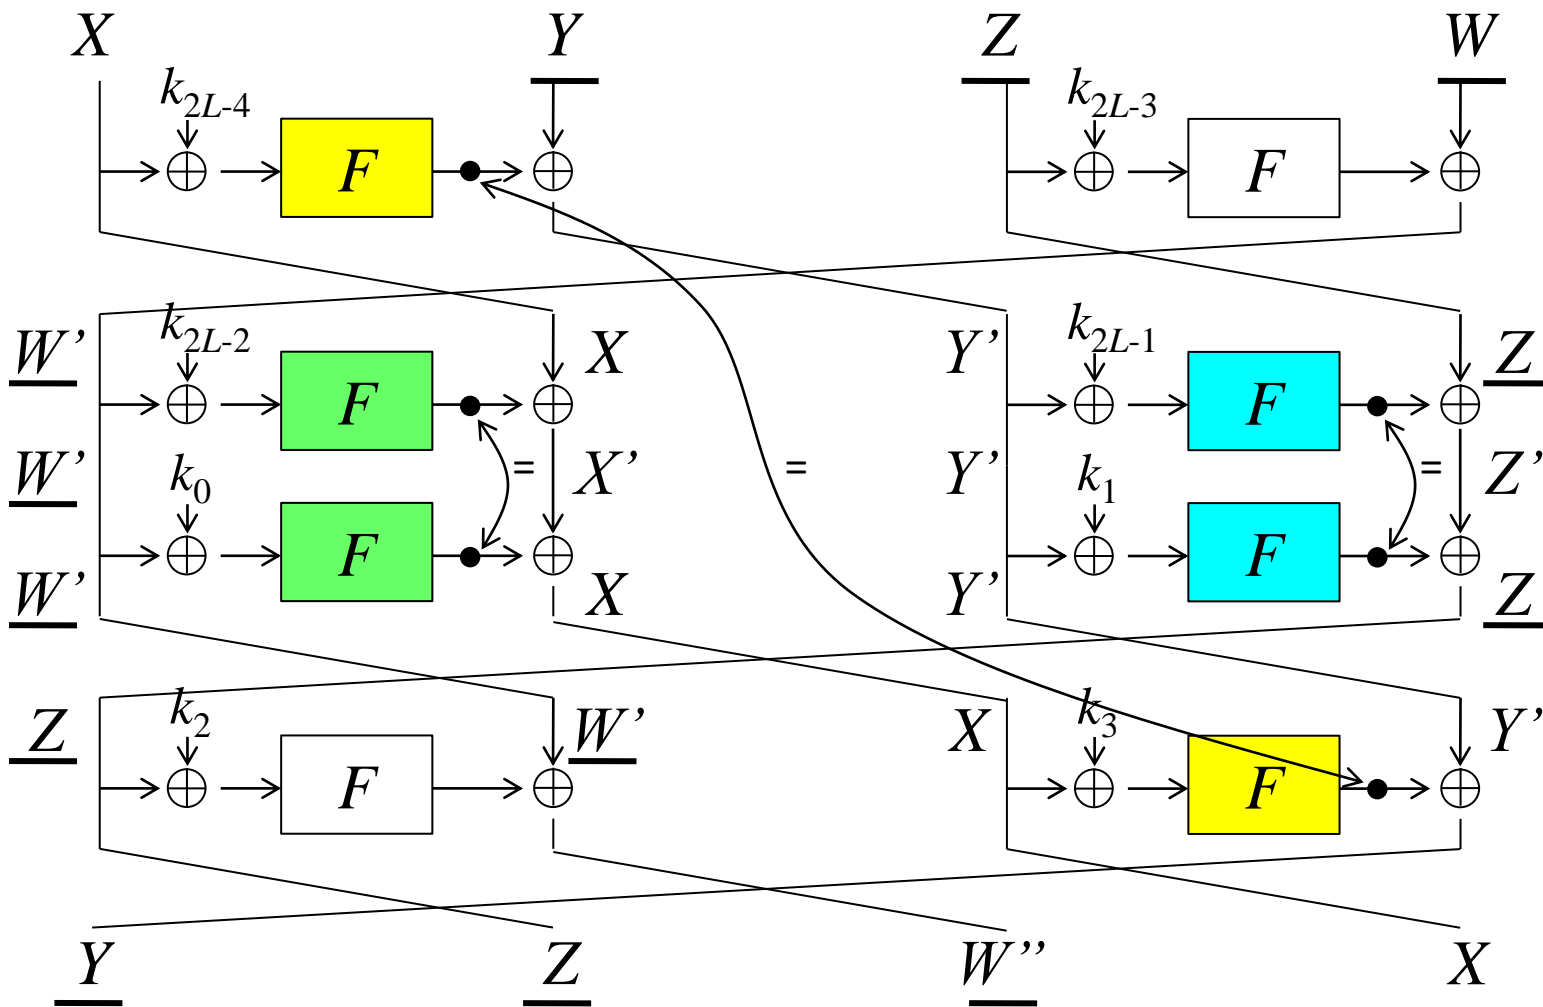 X Y Z W
k2L-4 k2L-3
F F
W' k2L-2 X Y' k2L-1 Z
F F
W' k0 = X' = Y' k1 = Z'
F F
W' X Y' Z
Z k2 W' X k3 Y'
F F
Y Z W'' X